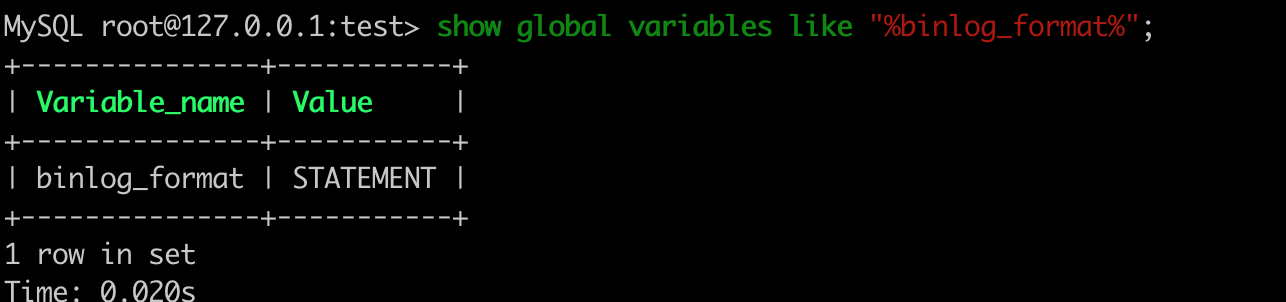 MySQL root@127.0.0.1:test> show global variables like "%binlog_format%";
+---------------+-----------+
| Variable_name | Value     |
+---------------+-----------+
| binlog_format | STATEMENT |
+---------------+-----------+
1 row in set
Time: 0.020s